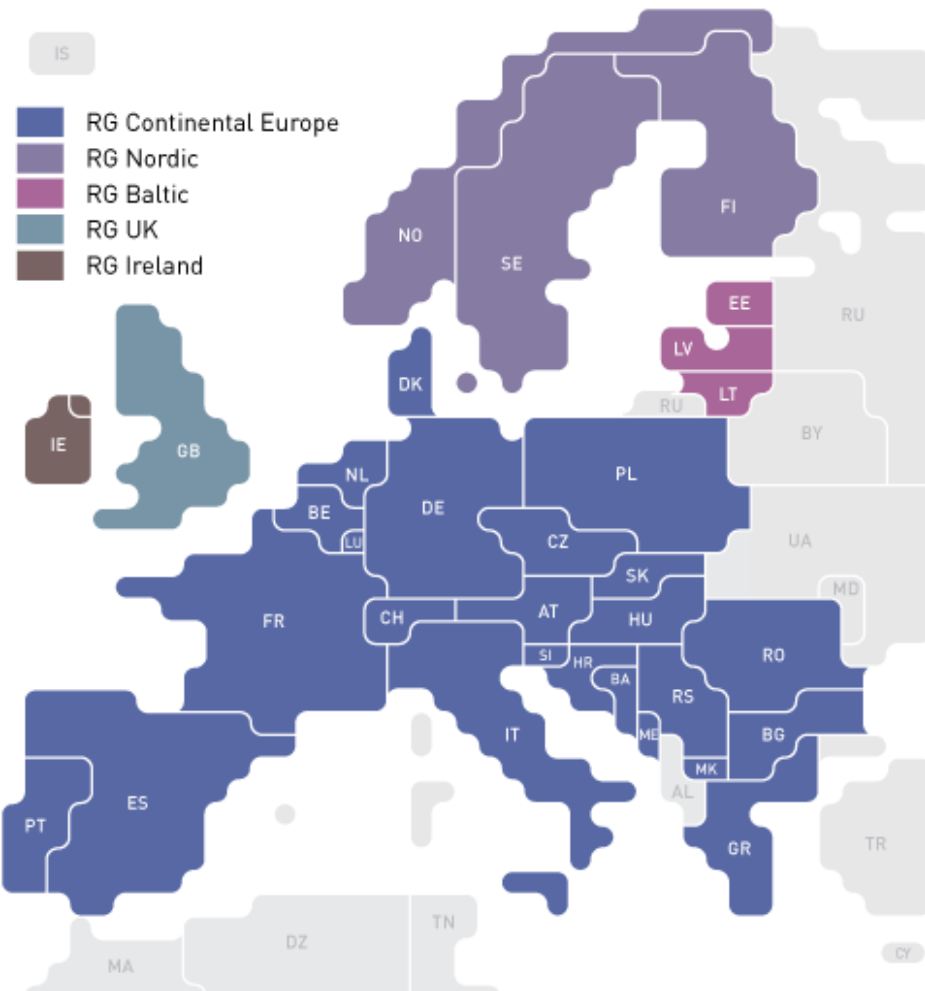 IS
RG Continental Europe
RG Nordic
RG Baltic
RG UK
RG Ireland
NO
SE
FI
EE
RU
LV
DK
LT
RU
BY
IE
GB
NL
PL
BE
DE
LU
CZ
UA
SK
MD
FR
CH
AT
HU
SI
HR
RO
BA
RS
IT
ME
BG
MK
ES
AL
PT
GR
TR
TN
DZ
CY
MA